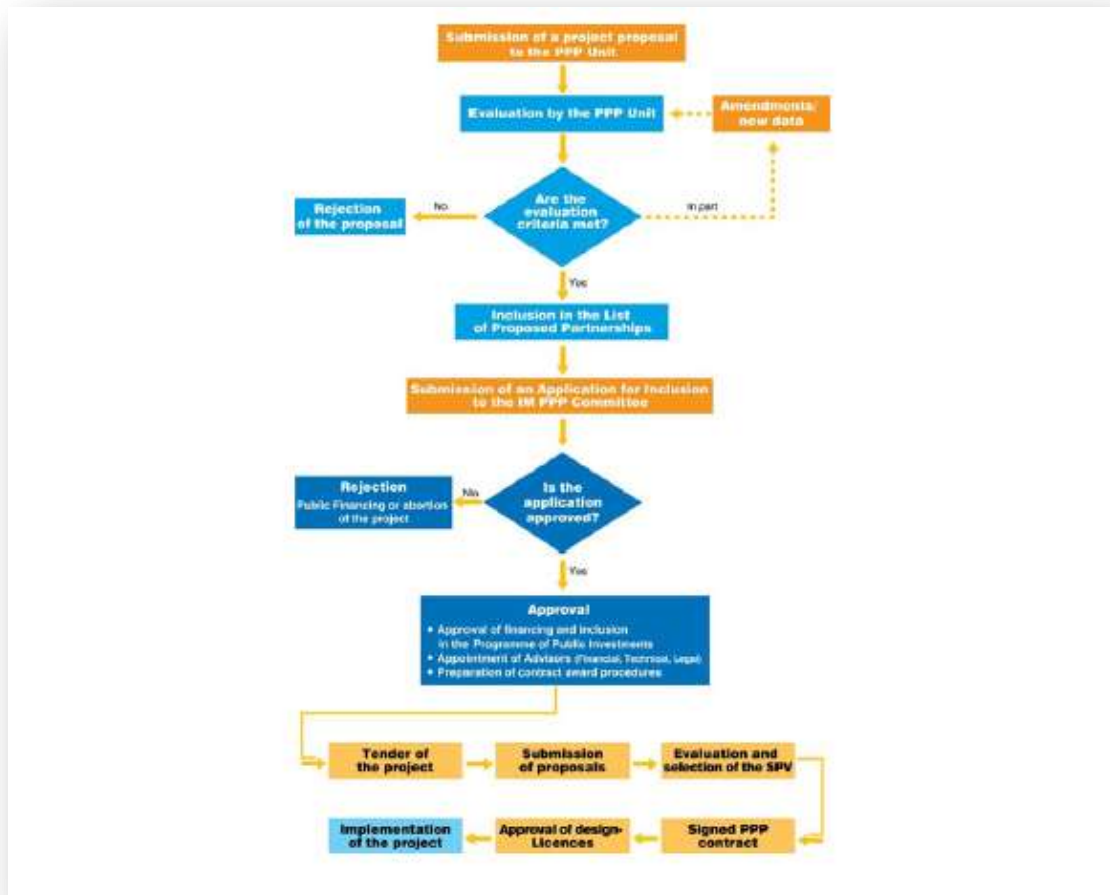 Submission of a project proposal
to the PPP Unit
Evaluation by the PPP Unit
Amendments/
new data
Are the
evaluation
criteria met?
No
In part
Rejection
of the proposal
Yes
Inclusion in the List
of Proposed Partnerships
Submission of an Application for Inclusion
to the IM PPP Committee
Is the
application
approved?
No
Rejection
Public Financing or abortion
of the project
Yes
Approval
• Approval of financing and inclusion
in the Programme of Public Investments
• Appointment of Advisors (Financial, Technical, Legal)
• Preparation of contract award procedures
Tender of
the project
Submission
of proposals
Evaluation and
selection of the SPV
Implementation
of the project
Approval of design-
Licences
Signed PPP
contract